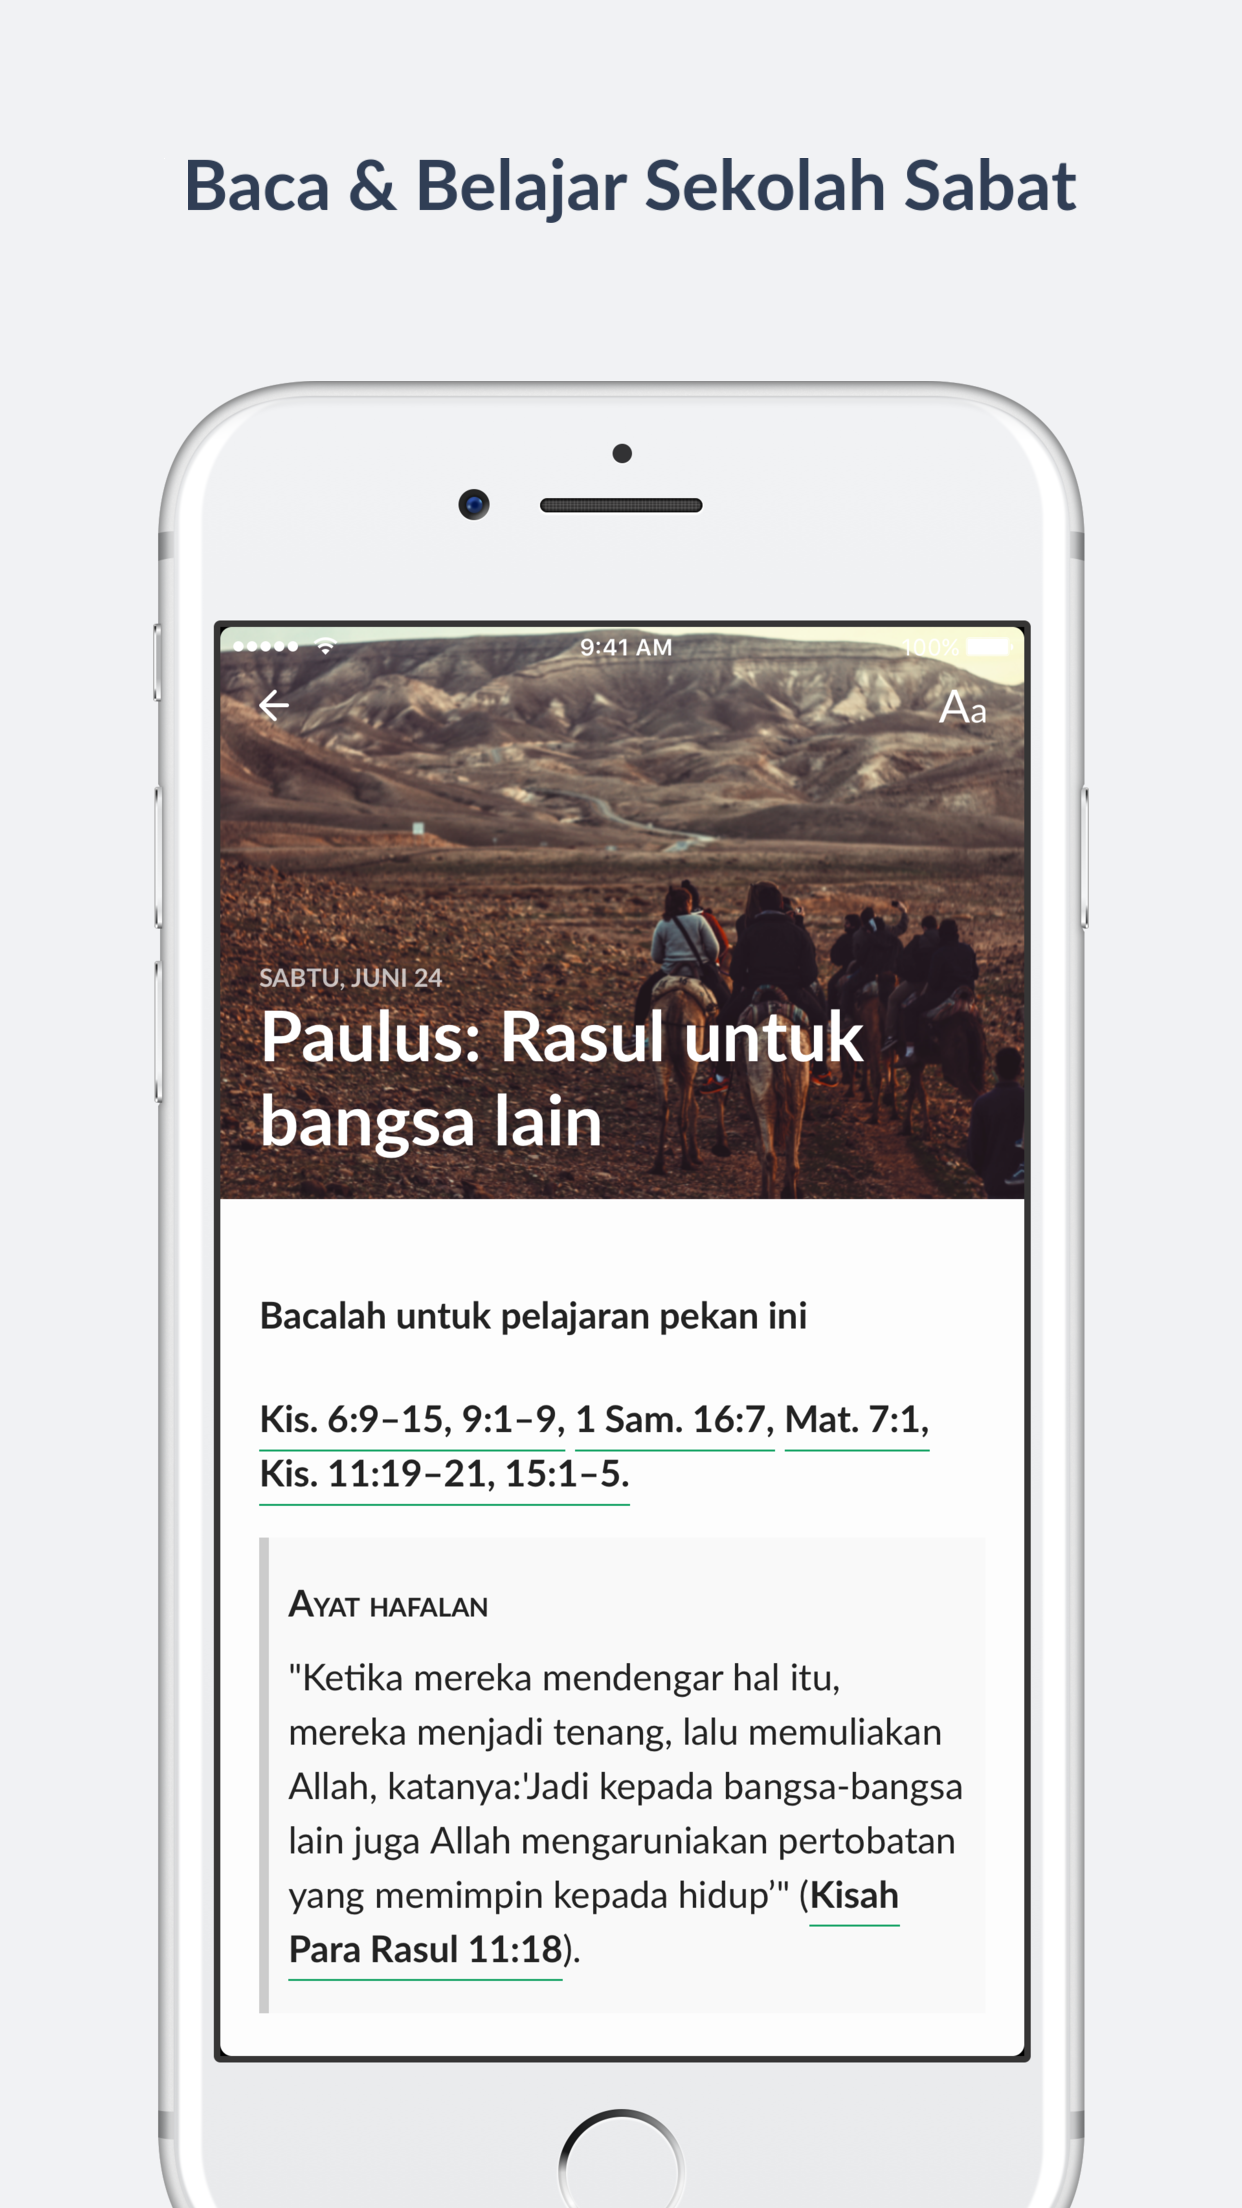 Baca & Belajar Sekolah Sabat
9:41 AM
100%
Aa
SABTU, JUNI 24
Paulus: Rasul untuk
bangsa lain
Bacalah untuk pelajaran pekan ini
Kis. 6:9–15, 9:1–9, 1 Sam. 16:7, Mat. 7:1,
Kis. 11:19–21, 15:1–5.
AYAT HAFALAN
"Ketika mereka mendengar hal itu,
mereka menjadi tenang, lalu memuliakan
Allah, katanya:'Jadi kepada bangsa-bangsa
lain juga Allah mengaruniakan pertobatan
yang memimpin kepada hidup’" (Kisah
Para Rasul 11:18).